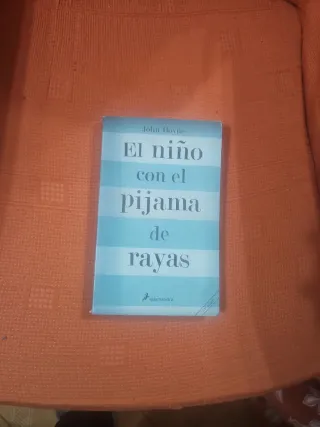 John Boyne
El niño
con el
pijama
de
rayas